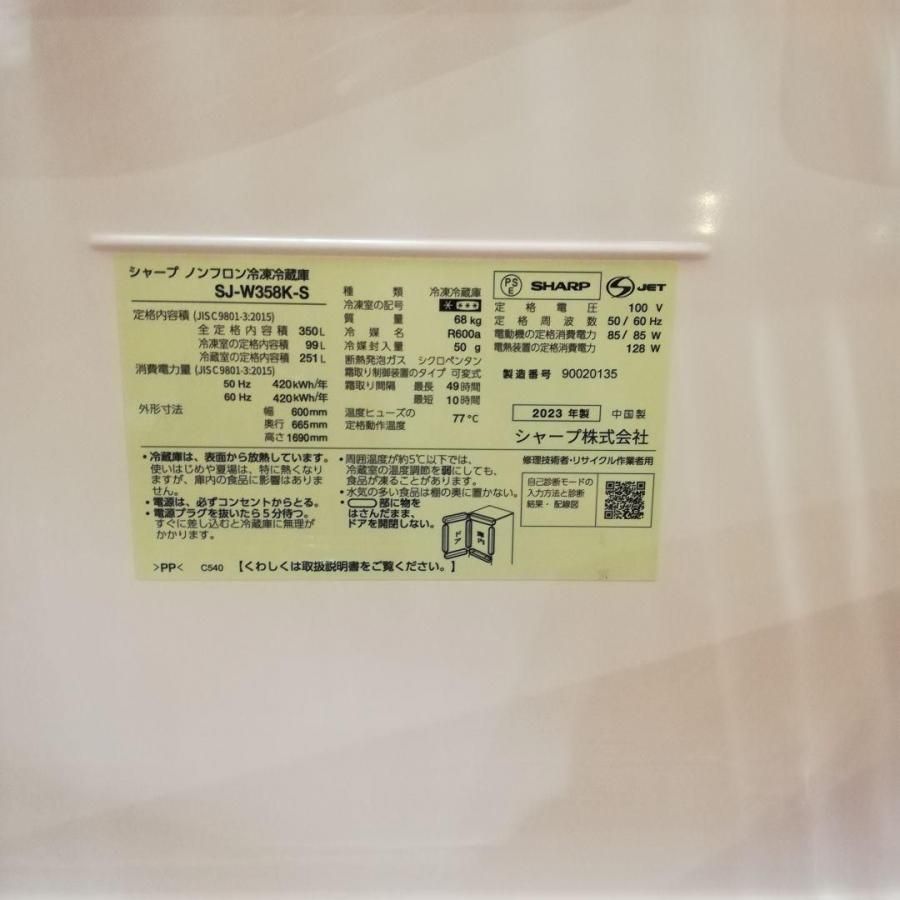 シャープ ノンフロン冷凍冷蔵庫
SJ-W358K-S
定格内容積 (JIS C 9801-3:2015)
全定格内容積 350L
冷凍室の定格内容積 99L
冷蔵室の定格内容積 251L
消費電力量 (JIS C 9801-3:2015)
50 Hz 420kWh/年
60 Hz 420kWh/年
外形寸法
幅 600mm
奥行 665mm
高さ 1690mm
種類 冷凍冷蔵庫
冷凍室の記号
質量 68kg
冷媒名 R600a
冷媒封入量 50 g
断熱発泡ガス シクロペンタン
霜取り制御装置のタイプ 可変式
霜取り間隔 最長 49時間
最短 10時間
温度ヒューズの
定格動作温度 77℃
PSE SHARP JET
定格電圧 100 V
定格周波数 50/60 Hz
電動機の定格消費電力 85/85 W
電熱装置の定格消費電力 128 W
製造番号 90020135
2023 年製 中国製
シャープ株式会社
・冷蔵庫は、表面から放熱しています。
使いはじめや夏場は、特に熱くなり
ますが、庫内の食品に影響はありま
せん。
・電源は、必ずコンセントからとる。
・電源プラグを抜いたら5分待つ。
すぐに差し込むと冷蔵庫に無理が
かかります。
・周囲温度が約5℃以下では、
冷蔵室の温度調節を弱にしても、
食品が凍ることがあります。
・水気の多い食品は棚の奥に置かない。
・部に物を
はさんだまま、
ドアを開閉しない。
ドア
庫内
修理技術者・リサイクル作業者用
自己診断モードの
入力方法と診断
結果・配線図
>PP< C540 【くわしくは取扱説明書をご覧ください。】